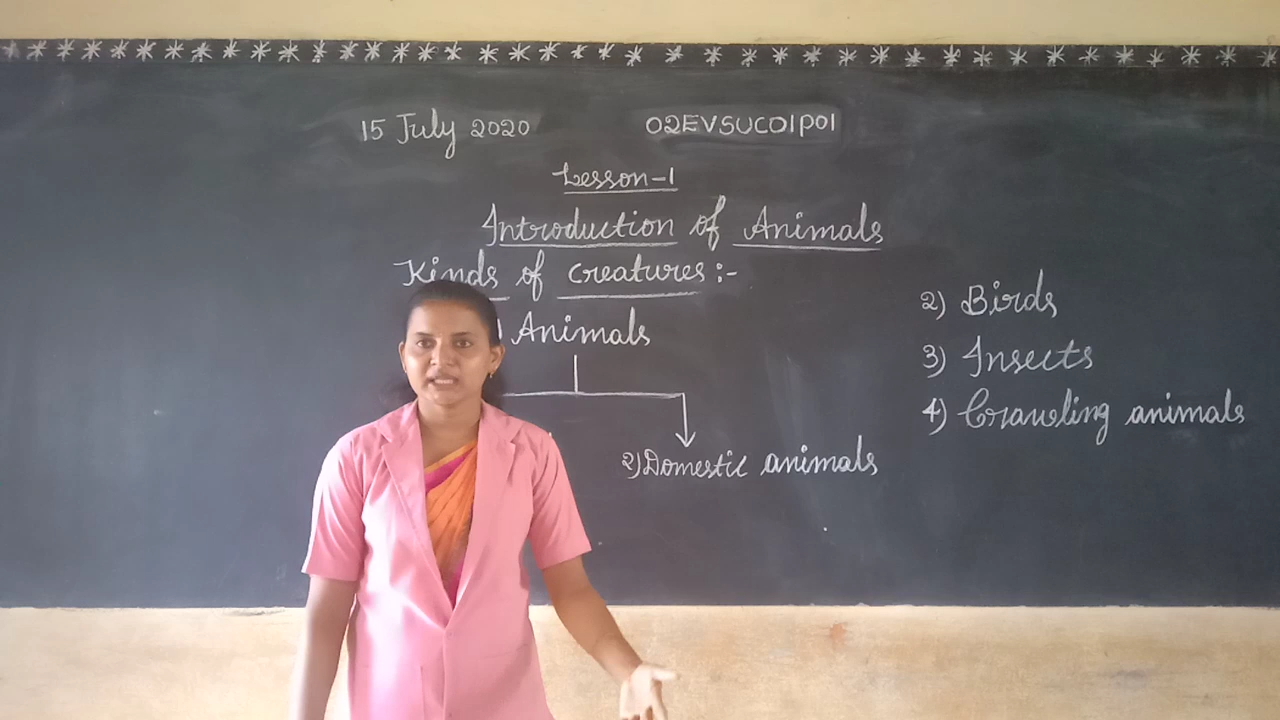 15 July 2020 02EVSUC01P01
Lesson-1
Introduction of Animals
Kinds of creatures:-
) Animals
2) Domestic animals
2) Birds
3) Insects
4) Crawling animals